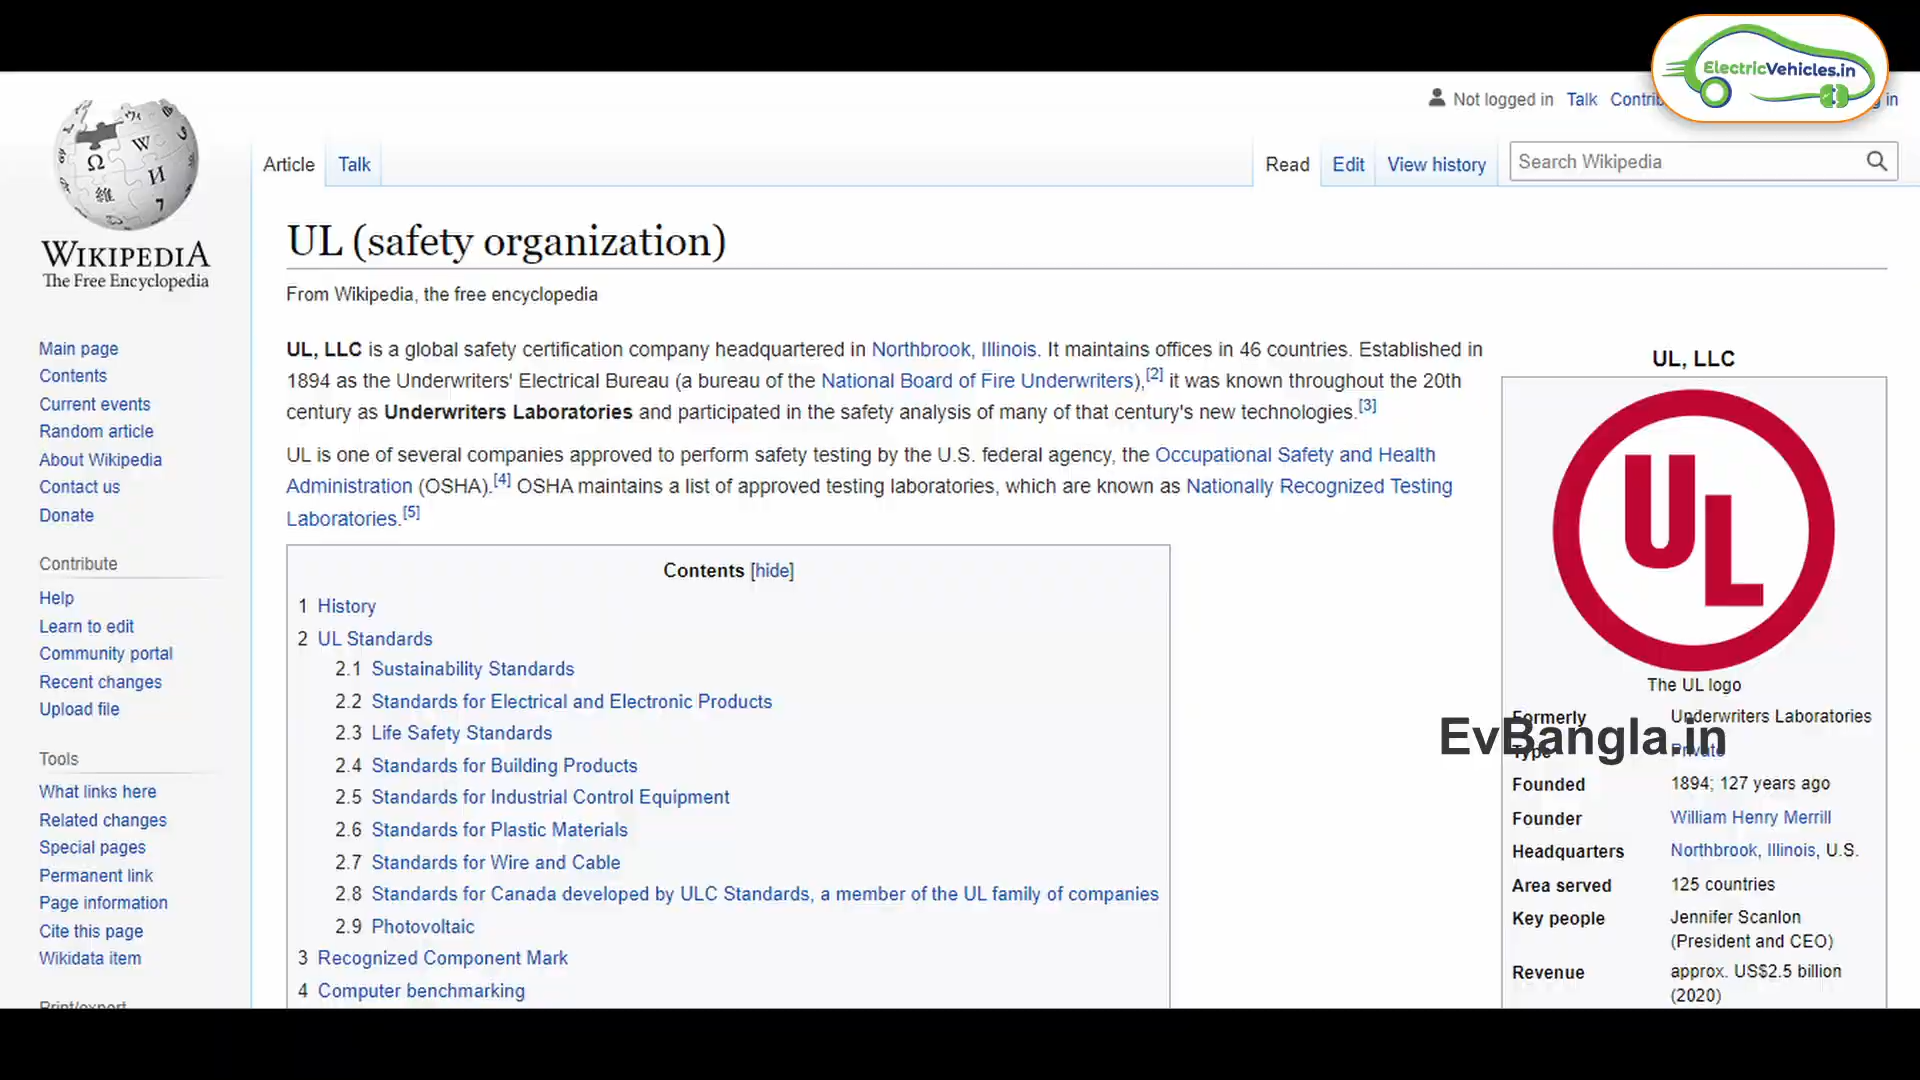 ElectricVehicles.in
Not logged in Talk Contrib in
Article Talk Read Edit View history Search Wikipedia
WIKIPEDIA
The Free Encyclopedia
Main page
Contents
Current events
Random article
About Wikipedia
Contact us
Donate
Contribute
Help
Learn to edit
Community portal
Recent changes
Upload file
Tools
What links here
Related changes
Special pages
Permanent link
Page information
Cite this page
Wikidata item
Print/export
UL (safety organization)
From Wikipedia, the free encyclopedia
UL, LLC is a global safety certification company headquartered in Northbrook, Illinois. It maintains offices in 46 countries. Established in
1894 as the Underwriters' Electrical Bureau (a bureau of the National Board of Fire Underwriters),[2] it was known throughout the 20th
century as Underwriters Laboratories and participated in the safety analysis of many of that century's new technologies.[3]
UL is one of several companies approved to perform safety testing by the U.S. federal agency, the Occupational Safety and Health
Administration (OSHA).[4] OSHA maintains a list of approved testing laboratories, which are known as Nationally Recognized Testing
Laboratories.[5]
Contents [hide]
1 History
2 UL Standards
2.1 Sustainability Standards
2.2 Standards for Electrical and Electronic Products
2.3 Life Safety Standards
2.4 Standards for Building Products
2.5 Standards for Industrial Control Equipment
2.6 Standards for Plastic Materials
2.7 Standards for Wire and Cable
2.8 Standards for Canada developed by ULC Standards, a member of the UL family of companies
2.9 Photovoltaic
3 Recognized Component Mark
4 Computer benchmarking
UL, LLC
UL
The UL logo
Formerly Underwriters Laboratories
EvBangla.in
Type Private
Founded 1894; 127 years ago
Founder William Henry Merrill
Headquarters Northbrook, Illinois, U.S.
Area served 125 countries
Key people Jennifer Scanlon
(President and CEO)
Revenue approx. US$2.5 billion
(2020)